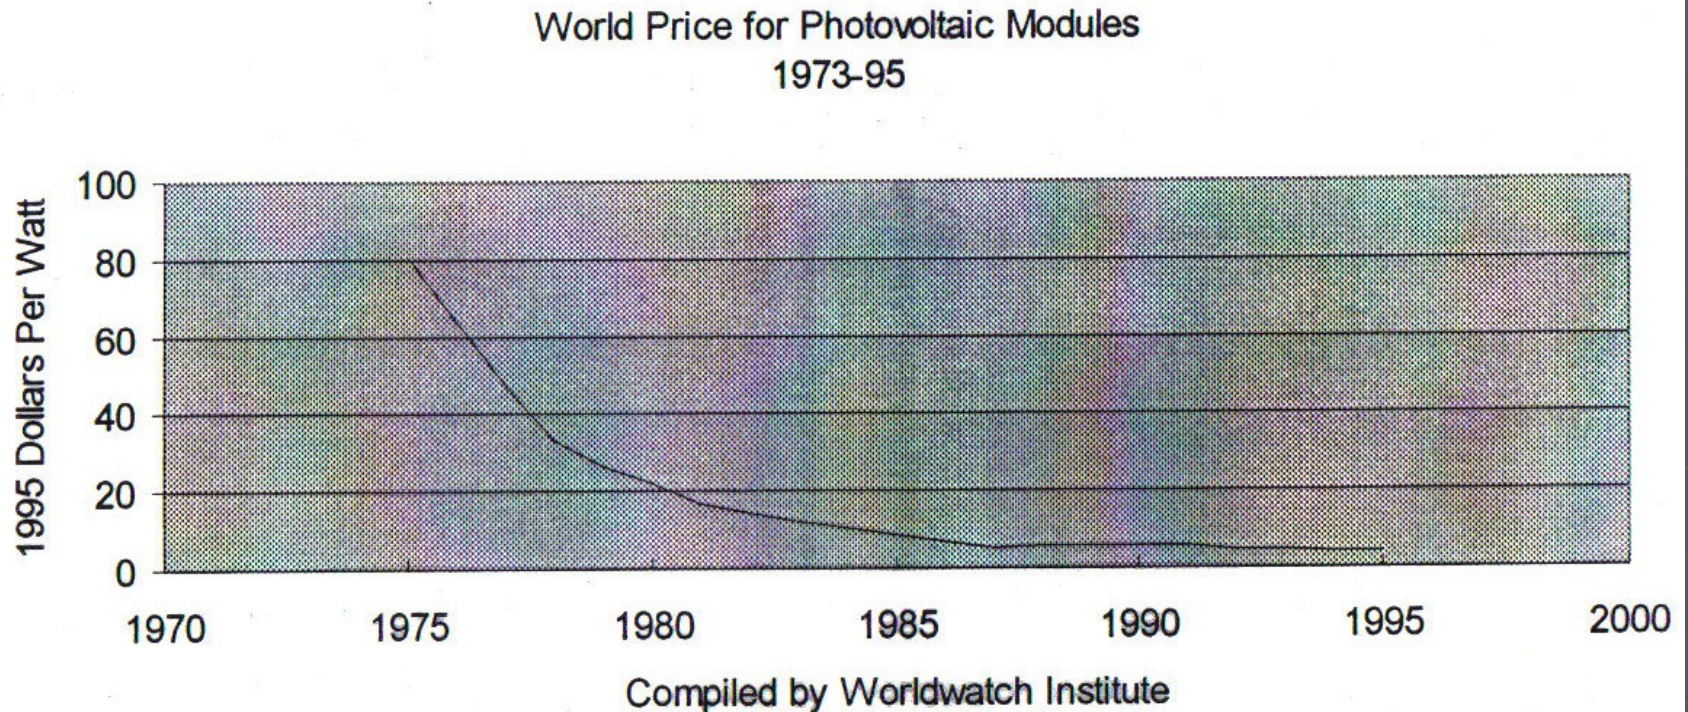 World Price for Photovoltaic Modules
1973-95
100
80
60
40
20
0
1995 Dollars Per Watt
1970 1975 1980 1985 1990 1995 2000
Compiled by Worldwatch Institute